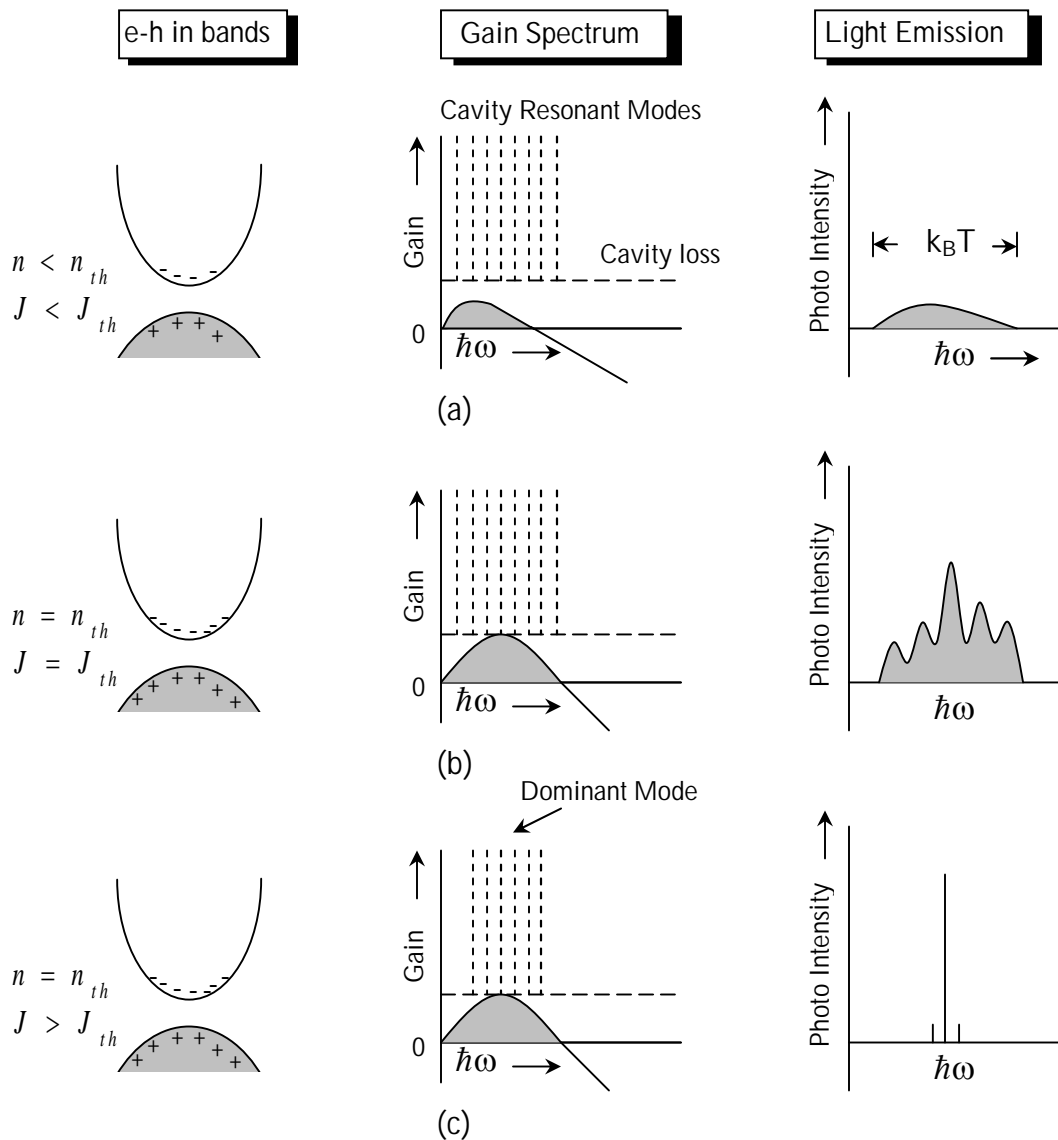 e-h in bands
Gain Spectrum
Light Emission
Cavity Resonant Modes
Gain
Cavity loss
0
ħω
n < n_th
J < J_th
Photo Intensity
k_BT
ħω
(a)
Gain
0
ħω
n = n_th
J = J_th
Photo Intensity
ħω
(b)
Dominant Mode
Gain
0
ħω
n = n_th
J > J_th
Photo Intensity
ħω
(c)